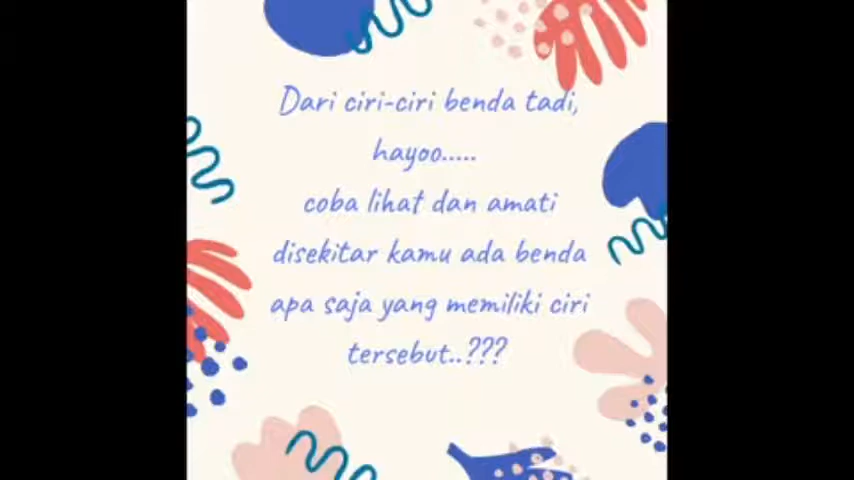 Dari ciri-ciri benda tadi,
hayoo.....
coba lihat dan amati
disekitar kamu ada benda
apa saja yang memiliki ciri
tersebut..???